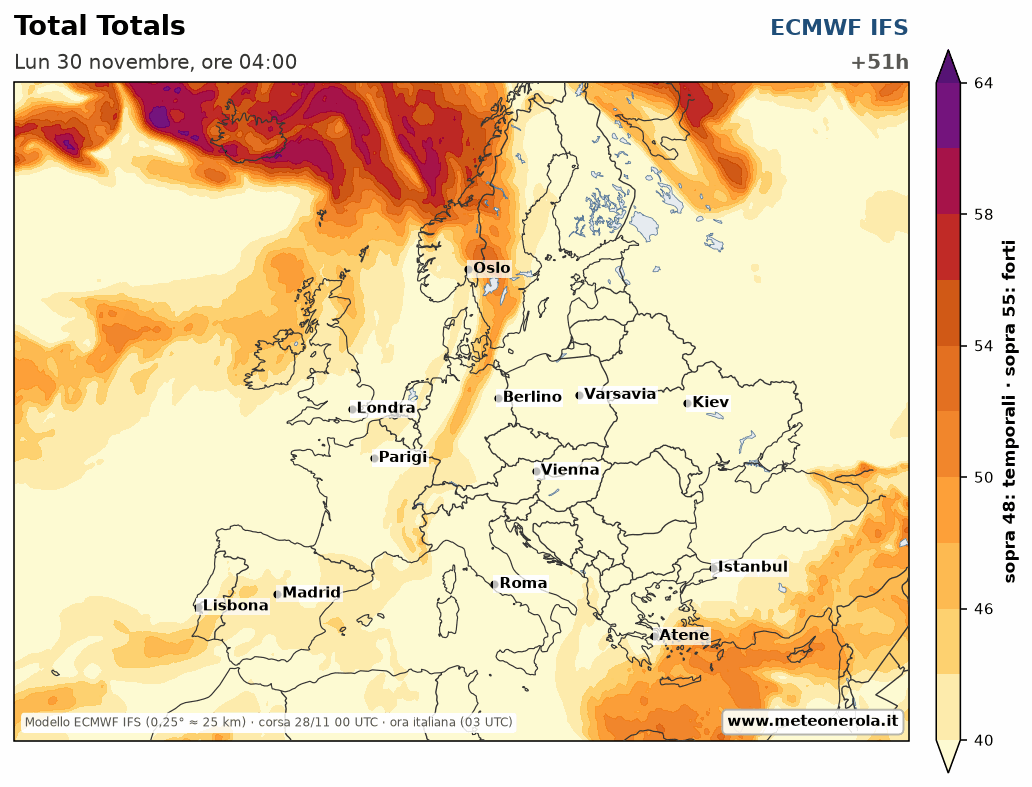 Total Totals
ECMWF IFS
Lun 30 novembre, ore 04:00
+51h
64
58
54
50
46
40
sopra 48: temporali · sopra 55: forti
Oslo
Berlino
Varsavia
Kiev
Londra
Parigi
Vienna
Istanbul
Roma
Madrid
Lisbona
Atene
Modello ECMWF IFS (0,25° ≈ 25 km) · corsa 28/11 00 UTC · ora italiana (03 UTC)
www.meteonerola.it